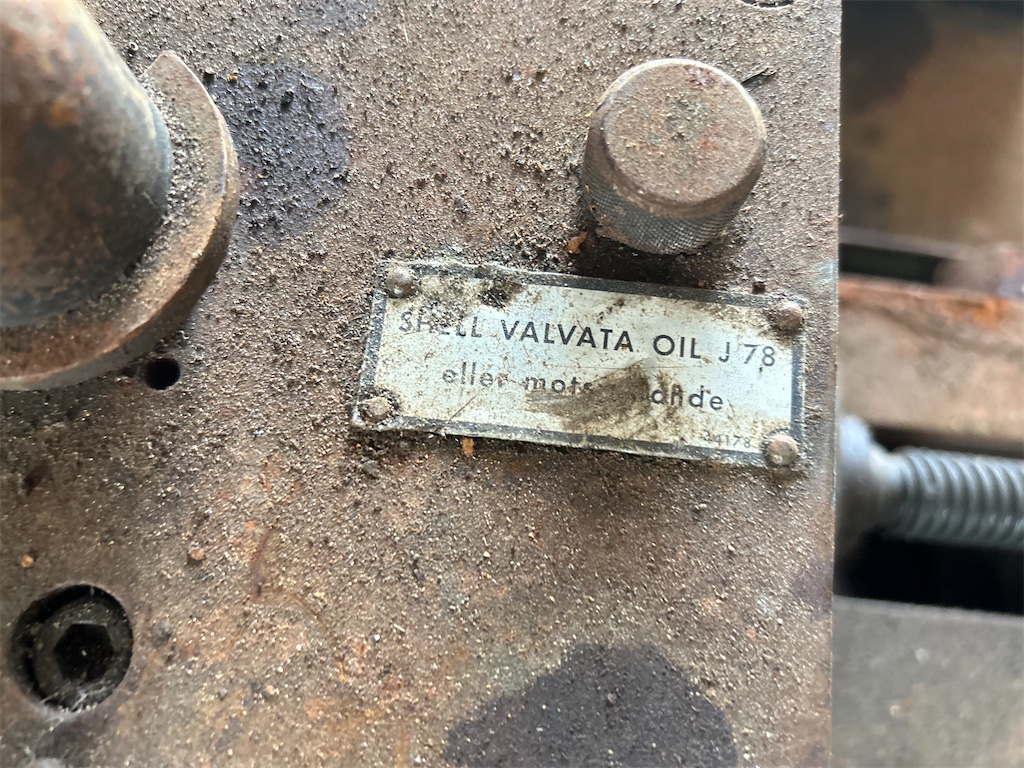 SHELL VALVATA OIL J 78
eller